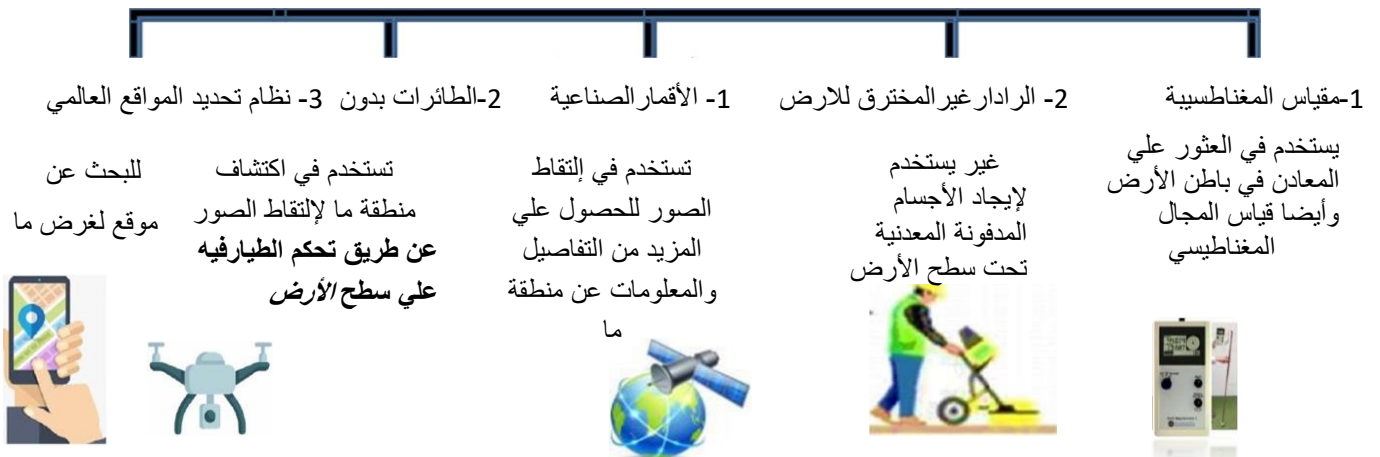 1-مقياس المغناطسيبة
يستخدم في العثور علي
المعادن في باطن الأرض
وأيضا قياس المجال
المغناطيسي
2- الرادارغيرالمخترق للارض
غير يستخدم
لإيجاد الأجسام
المدفونة المعدنية
تحت سطح الأرض
1- الأقمارالصناعية
تستخدم في إلتقاط
الصور للحصول علي
المزيد من التفاصيل
والمعلومات عن منطقة
ما
2-الطائرات بدون
تستخدم في اكتشاف
منطقة ما لإلتقاط الصور
عن طريق تحكم الطيارفيه
علي سطح الأرض
3- نظام تحديد المواقع العالمي
للبحث عن
موقع لغرض ما